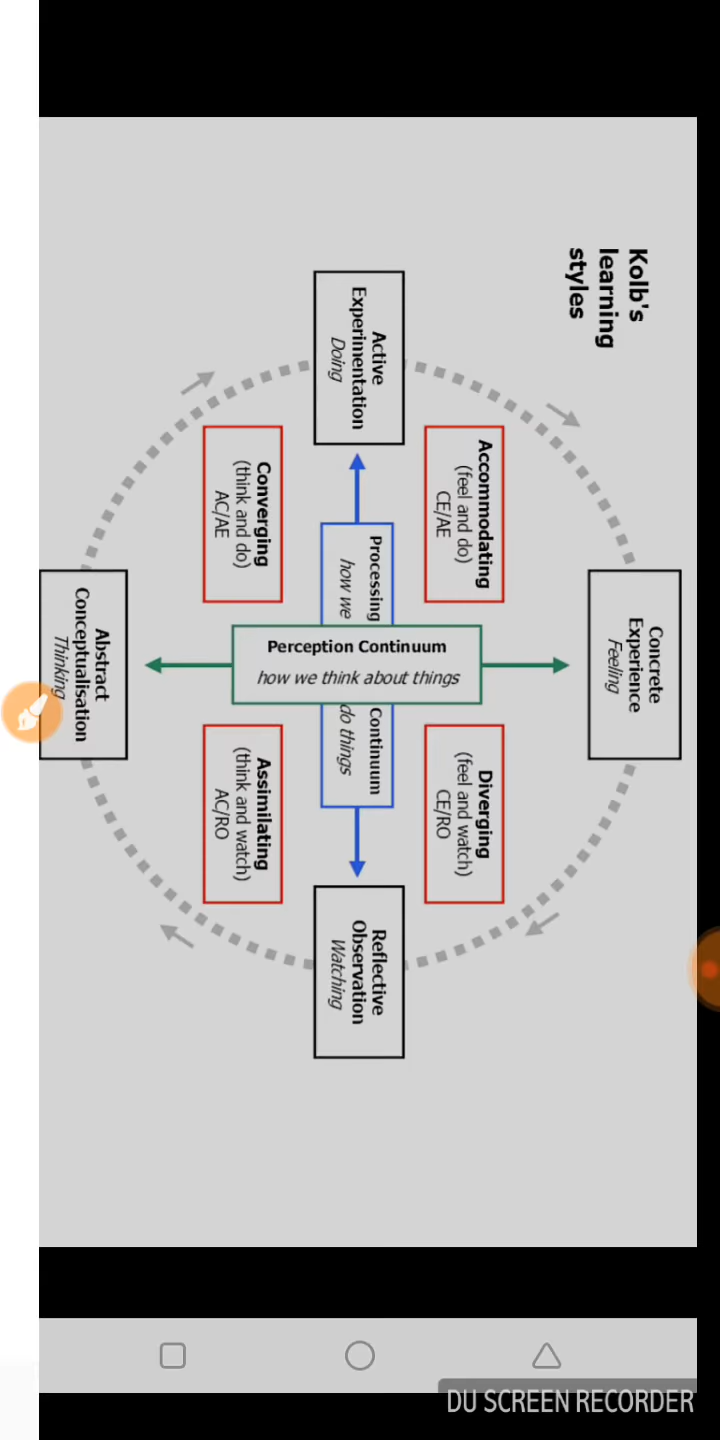 Kolb's
learning
styles
Concrete
Experience
Feeling
Accommodating
(feel and do)
CE/AE
Diverging
(feel and watch)
CE/RO
Active
Experimentation
Doing
Processing
how we
Perception Continuum
how we think about things
Continuum
do things
Reflective
Observation
Watching
Converging
(think and do)
AC/AE
Assimilating
(think and watch)
AC/RO
Abstract
Conceptualisation
Thinking
DU SCREEN RECORDER